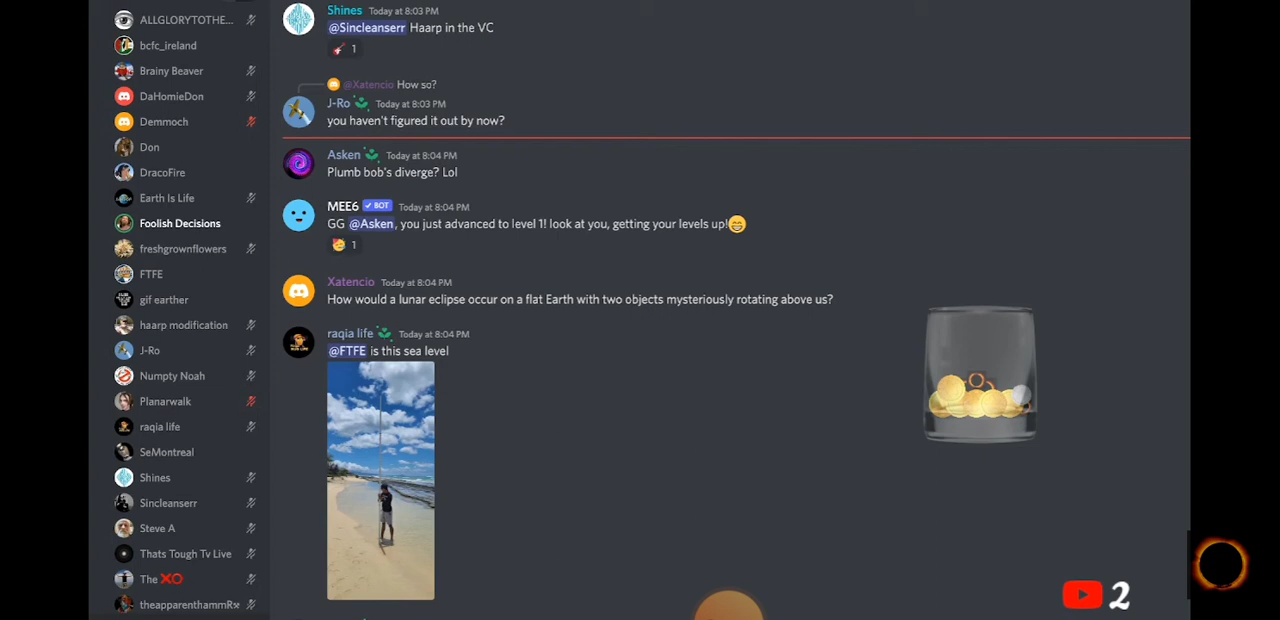 ALLGLORYTOTHE...
bcfc_ireland
Brainy Beaver
DaHomieDon
Demmoch
Don
DracoFire
Earth Is Life
Foolish Decisions
freshgrownflowers
FTFE
gif earther
haarp modification
J-Ro
Numpty Noah
Planarwalk
raqia life
SeMontreal
Shines
Sincleanserr
Steve A
Thats Tough Tv Live
The ❌⭕
theapparenthammR
Shines Today at 8:03 PM
@Sincleanserr Haarp in the VC
1
@Xatencio How so?
J-Ro Today at 8:03 PM
you haven't figured it out by now?
Asken Today at 8:04 PM
Plumb bob's diverge? Lol
MEE6 ✔ BOT Today at 8:04 PM
GG @Asken, you just advanced to level 1! look at you, getting your levels up!😁
1
Xatencio Today at 8:04 PM
How would a lunar eclipse occur on a flat Earth with two objects mysteriously rotating above us?
raqia life Today at 8:04 PM
@FTFE is this sea level
2